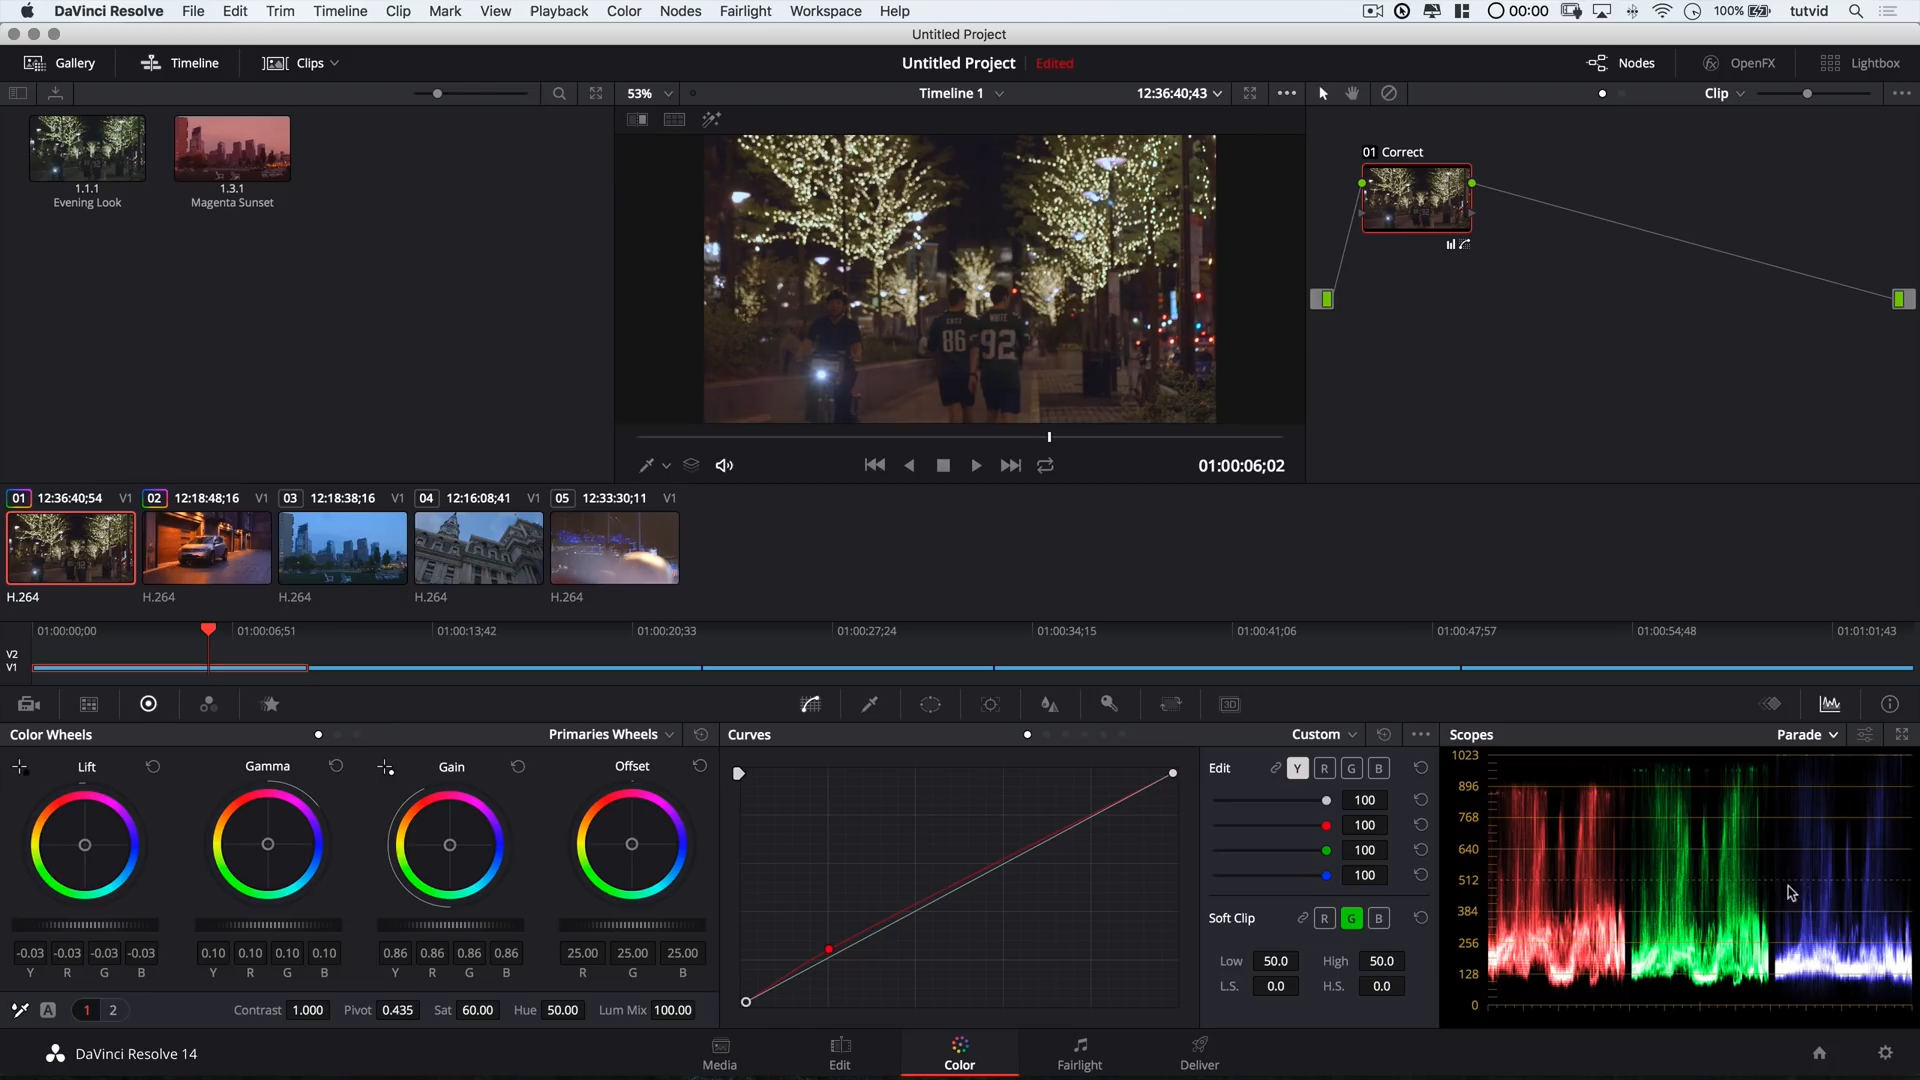 DaVinci Resolve File Edit Trim Timeline Clip Mark View Playback Color Nodes Fairlight Workspace Help 00:00 100% tutvid
Untitled Project
Gallery Timeline Clips Untitled Project Edited Nodes OpenFX Lightbox
53% Timeline 1 12:36:40;43 Clip
01 Correct
1.1.1 1.3.1
Evening Look Magenta Sunset
86 92
01:00:06;02
01 12:36:40;54 V1 02 12:18:48;16 V1 03 12:18:38;16 V1 04 12:16:08;41 V1 05 12:33:30;11 V1
H.264 H.264 H.264 H.264 H.264
01:00:00;00 01:00:06;51 01:00:13;42 01:00:20;33 01:00:27;24 01:00:34;15 01:00:41;06 01:00:47;57 01:00:54;48 01:01:01;43
V2
V1
3D
Color Wheels Primaries Wheels Curves Custom Scopes Parade
Lift Gamma Gain Offset
Edit Y R G B
100
100
100
100
Soft Clip R G B
Low 50.0 High 50.0
L.S. 0.0 H.S. 0.0
1023
896
768
640
512
384
256
128
0
-0.03 -0.03 -0.03 -0.03 0.10 0.10 0.10 0.10 0.86 0.86 0.86 0.86 25.00 25.00 25.00
Y R G B Y R G B Y R G B R G B
A 1 2 Contrast 1.000 Pivot 0.435 Sat 60.00 Hue 50.00 Lum Mix 100.00
DaVinci Resolve 14 Media Edit Color Fairlight Deliver